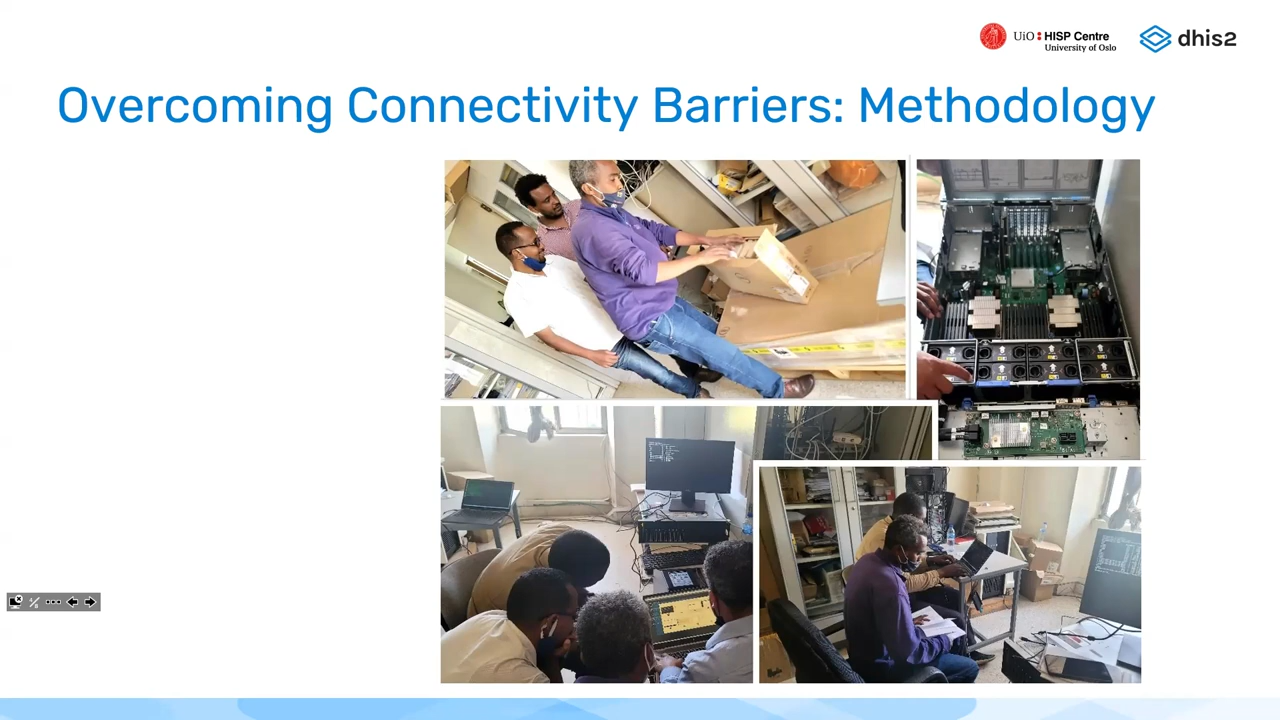 UiO HISP Centre
University of Oslo
dhis2
Overcoming Connectivity Barriers: Methodology